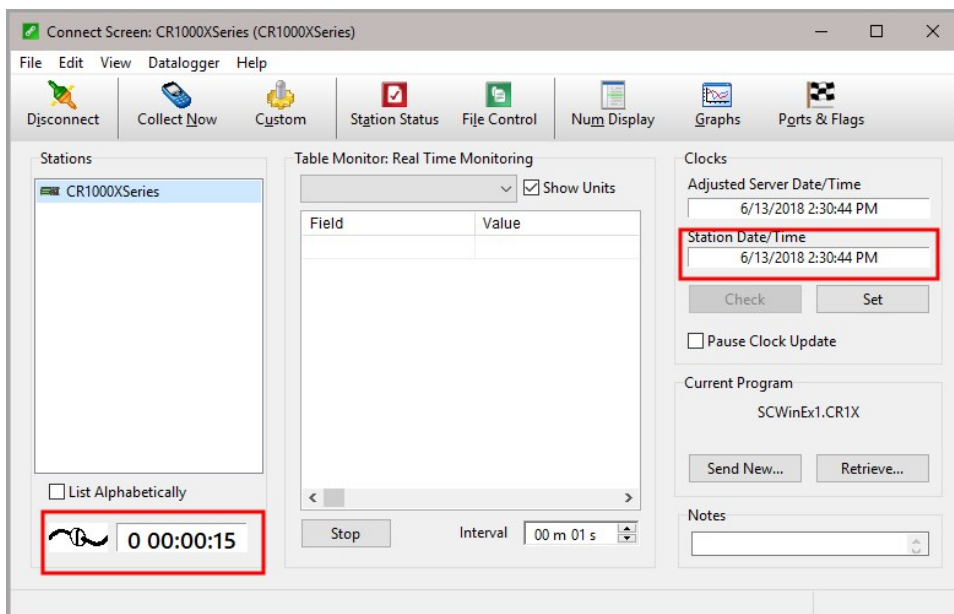 Connect Screen: CR1000XSeries (CR1000XSeries)
File Edit View Datalogger Help
Disconnect Collect Now Custom Station Status File Control Num Display Graphs Ports & Flags
Stations
CR1000XSeries
List Alphabetically
0 00:00:15
Table Monitor: Real Time Monitoring
Show Units
Field Value
Stop Interval 00 m 01 s
Clocks
Adjusted Server Date/Time
6/13/2018 2:30:44 PM
Station Date/Time
6/13/2018 2:30:44 PM
Check Set
Pause Clock Update
Current Program
SCWinEx1.CR1X
Send New... Retrieve...
Notes